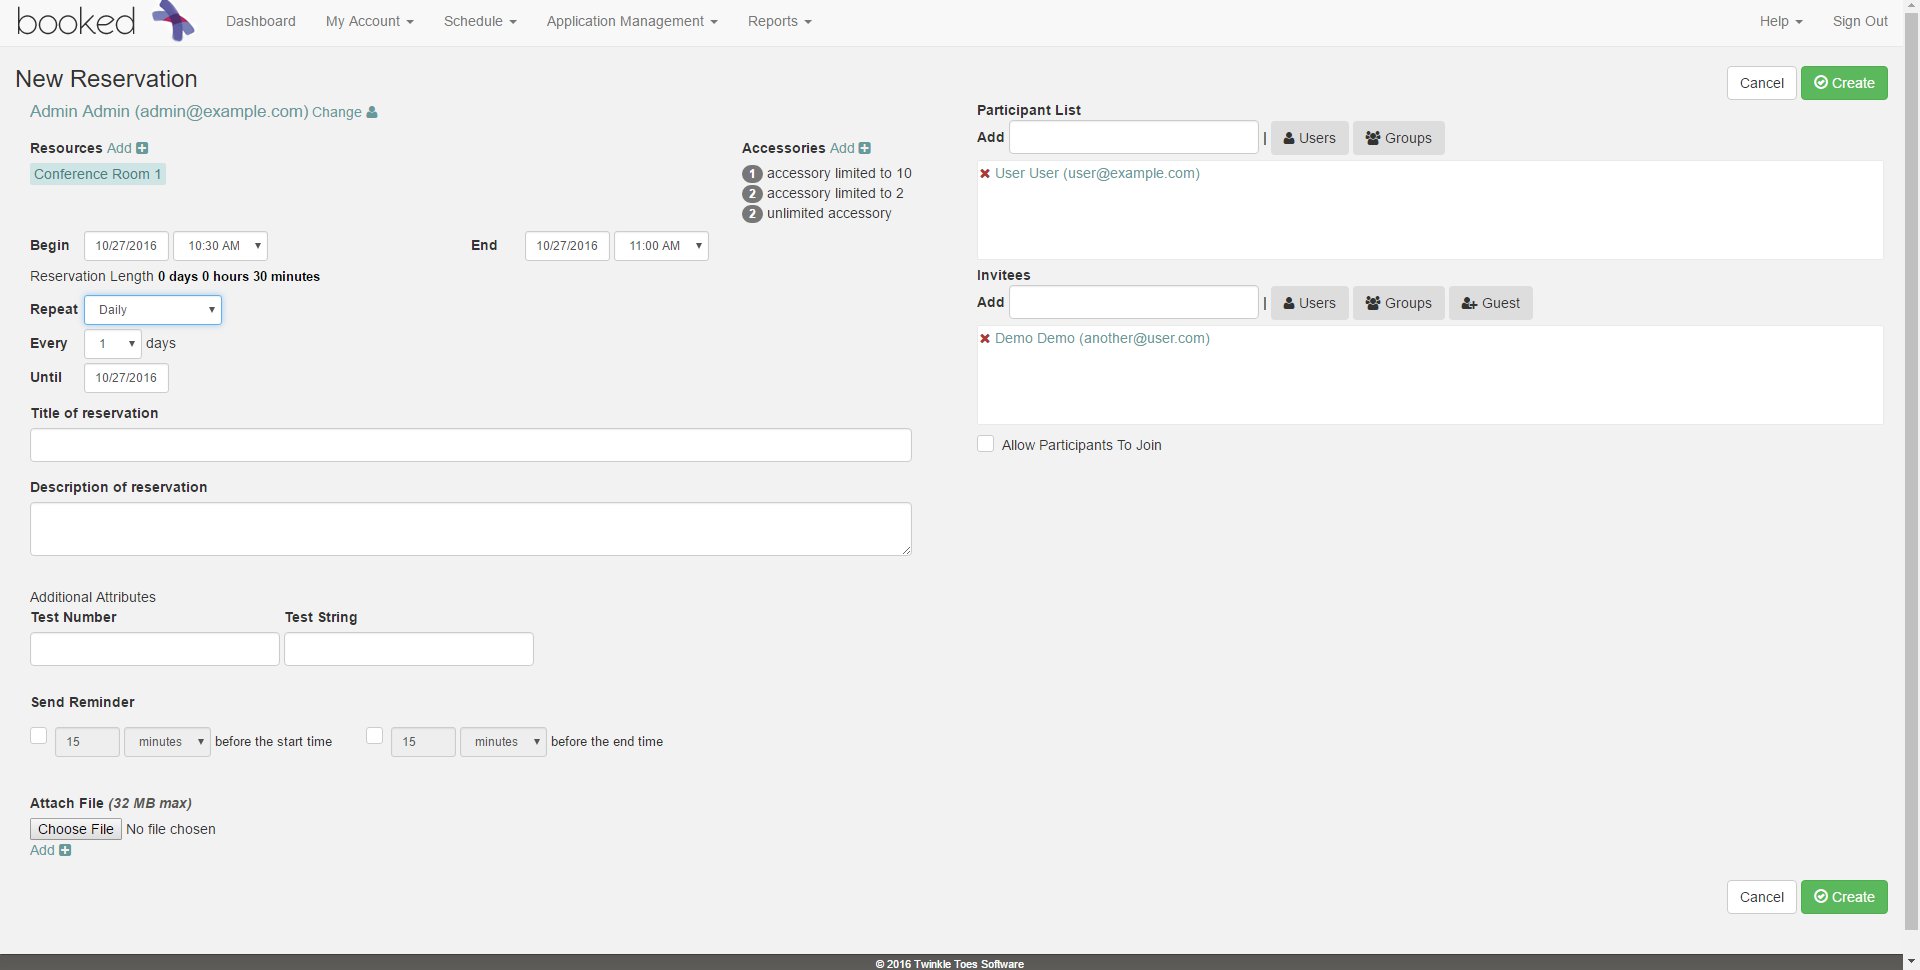 booked Dashboard My Account Schedule Application Management Reports Help Sign Out
New Reservation
Cancel Create
Admin Admin (admin@example.com) Change
Resources Add
Conference Room 1
Accessories Add
1 accessory limited to 10
2 accessory limited to 2
2 unlimited accessory
Begin 10/27/2016 10:30 AM End 10/27/2016 11:00 AM
Reservation Length 0 days 0 hours 30 minutes
Repeat Daily
Every 1 days
Until 10/27/2016
Title of reservation
Description of reservation
Additional Attributes
Test Number Test String
Send Reminder
15 minutes before the start time 15 minutes before the end time
Attach File (32 MB max)
Choose File No file chosen
Add
Participant List
Add | Users Groups
User User (user@example.com)
Invitees
Add | Users Groups Guest
Demo Demo (another@user.com)
Allow Participants To Join
Cancel Create
© 2016 Twinkle Toes Software